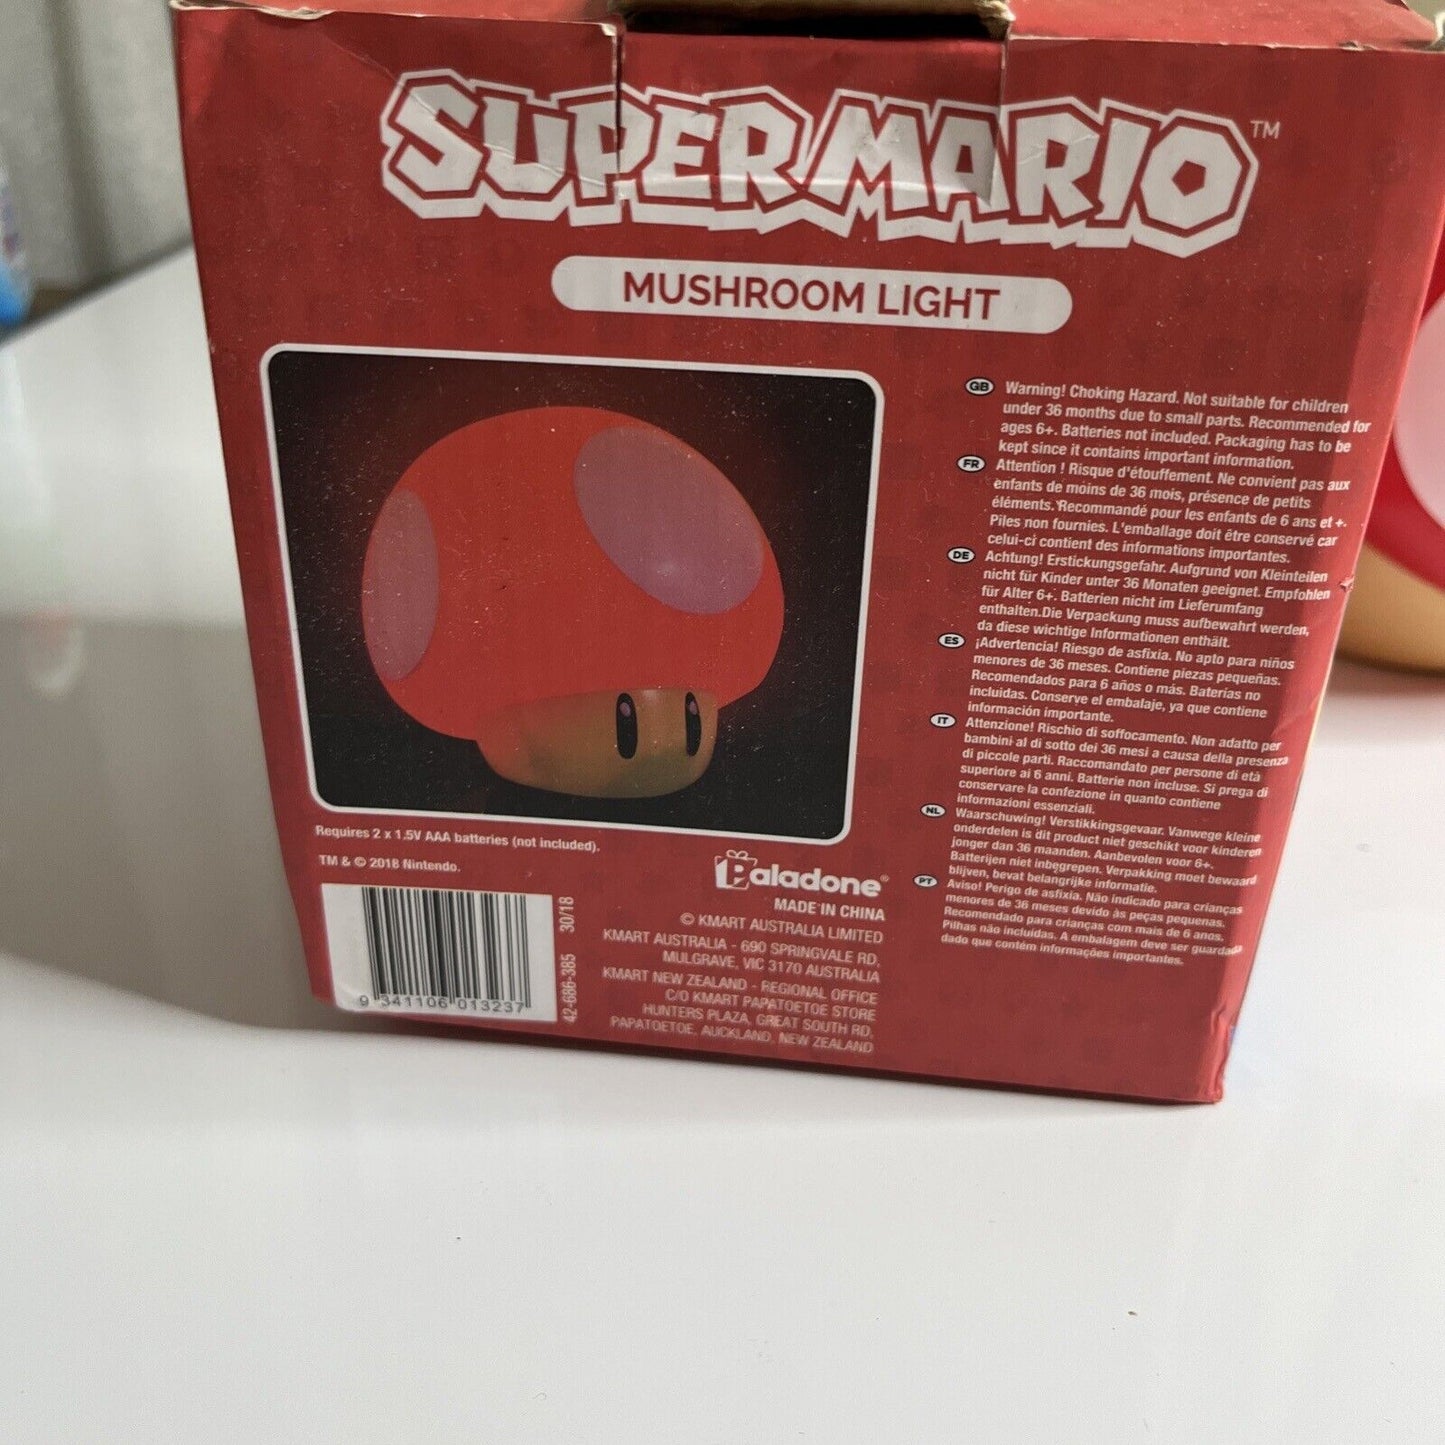 SUPER MARIO™
MUSHROOM LIGHT
GB Warning! Choking Hazard. Not suitable for children
under 36 months due to small parts. Recommended for
ages 6+. Batteries not included. Packaging has to be
kept since it contains important information.
FR Attention ! Risque d'étouffement. Ne convient pas aux
enfants de moins de 36 mois, présence de petits
éléments. Recommandé pour les enfants de 6 ans et +.
Piles non fournies. L'emballage doit être conservé car
celui-ci contient des informations importantes.
DE Achtung! Erstickungsgefahr. Aufgrund von Kleinteilen
nicht für Kinder unter 36 Monaten geeignet. Empfohlen
für Alter 6+. Batterien nicht im Lieferumfang
enthalten.Die Verpackung muss aufbewahrt werden,
da diese wichtige Informationen enthält.
ES ¡Advertencia! Riesgo de asfixia. No apto para niños
menores de 36 meses. Contiene piezas pequeñas.
Recomendados para 6 años o más. Baterías no
incluidas. Conserve el embalaje, ya que contiene
información importante.
IT Attenzione! Rischio di soffocamento. Non adatto per
bambini al di sotto dei 36 mesi a causa della presenza
di piccole parti. Raccomandato per persone di età
superiore ai 6 anni. Batterie non incluse. Si prega di
conservare la confezione in quanto contiene
informazioni essenziali.
NL Waarschuwing! Verstikkingsgevaar. Vanwege kleine
onderdelen is dit product niet geschikt voor kinderen
jonger dan 36 maanden. Aanbevolen voor 6+.
Batterijen niet inbegrepen. Verpakking moet bewaard
blijven, bevat belangrijke informatie.
PT Aviso! Perigo de asfixia. Não indicado para crianças
menores de 36 meses devido às peças pequenas.
Recomendado para crianças com mais de 6 anos.
Pilhas não incluídas. A embalagem deve ser guardada
dado que contém informações importantes.
Requires 2 x 1.5V AAA batteries (not included).
TM & © 2018 Nintendo.
9 341106 013237
42-686-385 30/18
Paladone®
MADE IN CHINA
© KMART AUSTRALIA LIMITED
KMART AUSTRALIA - 690 SPRINGVALE RD,
MULGRAVE, VIC 3170 AUSTRALIA
KMART NEW ZEALAND - REGIONAL OFFICE
C/O KMART PAPATOETOE STORE
HUNTERS PLAZA, GREAT SOUTH RD,
PAPATOETOE, AUCKLAND, NEW ZEALAND